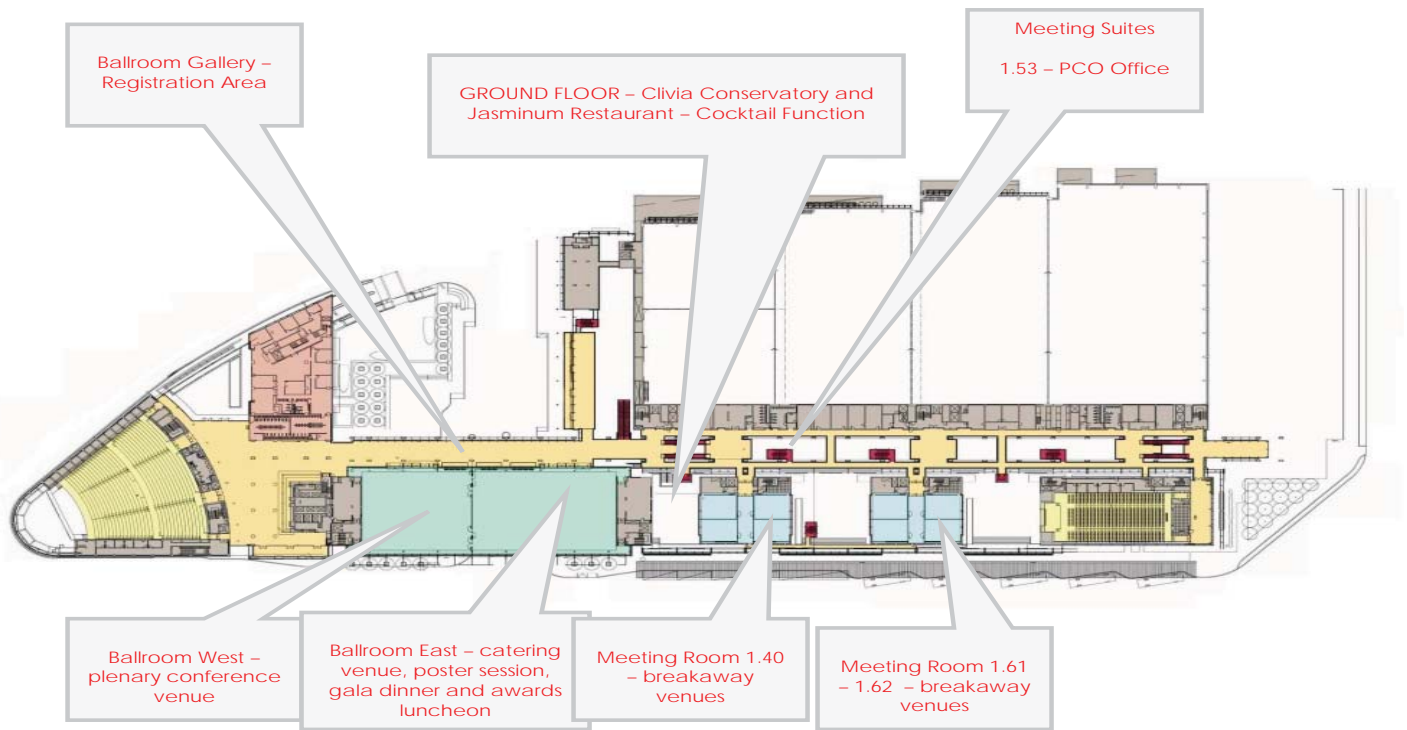 Ballroom Gallery –
Registration Area
GROUND FLOOR – Clivia Conservatory and
Jasminum Restaurant – Cocktail Function
Meeting Suites
1.53 – PCO Office
Ballroom West –
plenary conference
venue
Ballroom East – catering
venue, poster session,
gala dinner and awards
luncheon
Meeting Room 1.40
– breakaway
venues
Meeting Room 1.61
– 1.62 – breakaway
venues